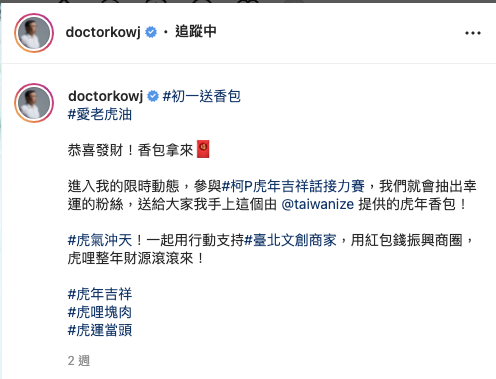 doctorkowj • 追蹤中
doctorkowj #初一送香包
#愛老虎油
恭喜發財！香包拿來🧧
進入我的限時動態，參與#柯P虎年吉祥話接力賽，我們就會抽出幸
運的粉絲，送給大家我手上這個由 @taiwanize 提供的虎年香包！
#虎氣沖天！一起用行動支持#臺北文創商家，用紅包錢振興商圈，
虎哩整年財源滾滾來！
#虎年吉祥
#虎哩塊肉
#虎運當頭
2 週